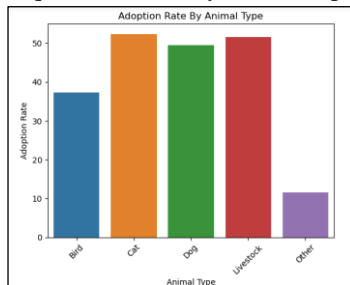 Adoption Rate By Animal Type
Adoption Rate
50
40
30
20
10
0
Bird
Cat
Dog
Livestock
Other
Animal Type